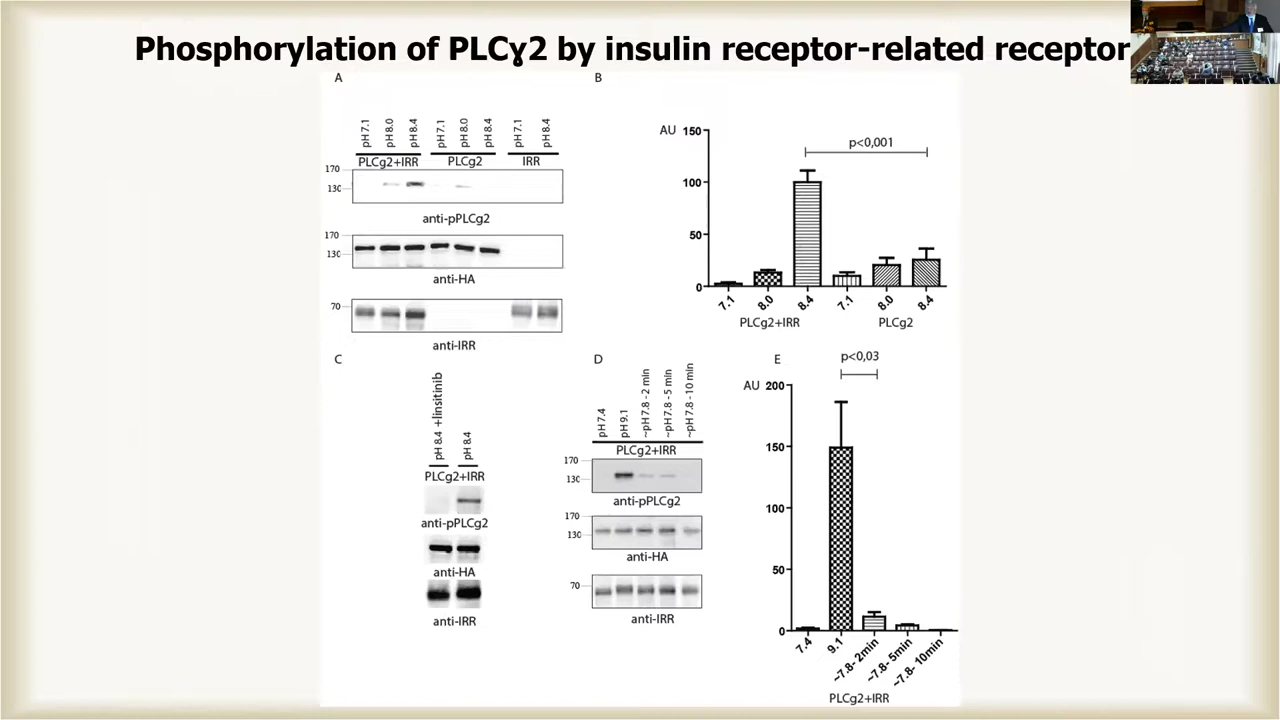 Phosphorylation of PLCɣ2 by insulin receptor-related receptor
A
pH 7.1
pH 8.0
pH 8.4
pH 7.1
pH 8.0
pH 8.4
pH 7.1
pH 8.4
PLCg2+IRR PLCg2 IRR
170
130
anti-pPLCg2
170
130
anti-HA
70
anti-IRR
B
AU 150
p<0,001
100
50
0
7.1 8.0 8.4 7.1 8.0 8.4
PLCg2+IRR PLCg2
C
pH 8.4 +linsitinib
pH 8.4
PLCg2+IRR
anti-pPLCg2
anti-HA
anti-IRR
D
pH 7.4
pH 9.1
~pH 7.8 - 2 min
~pH 7.8 - 5 min
~pH 7.8 - 10 min
PLCg2+IRR
170
130
anti-pPLCg2
170
130
anti-HA
70
anti-IRR
E
p<0,03
AU 200
150
100
50
0
7.4
9.1
~7.8- 2min
~7.8- 5min
~7.8- 10min
PLCg2+IRR